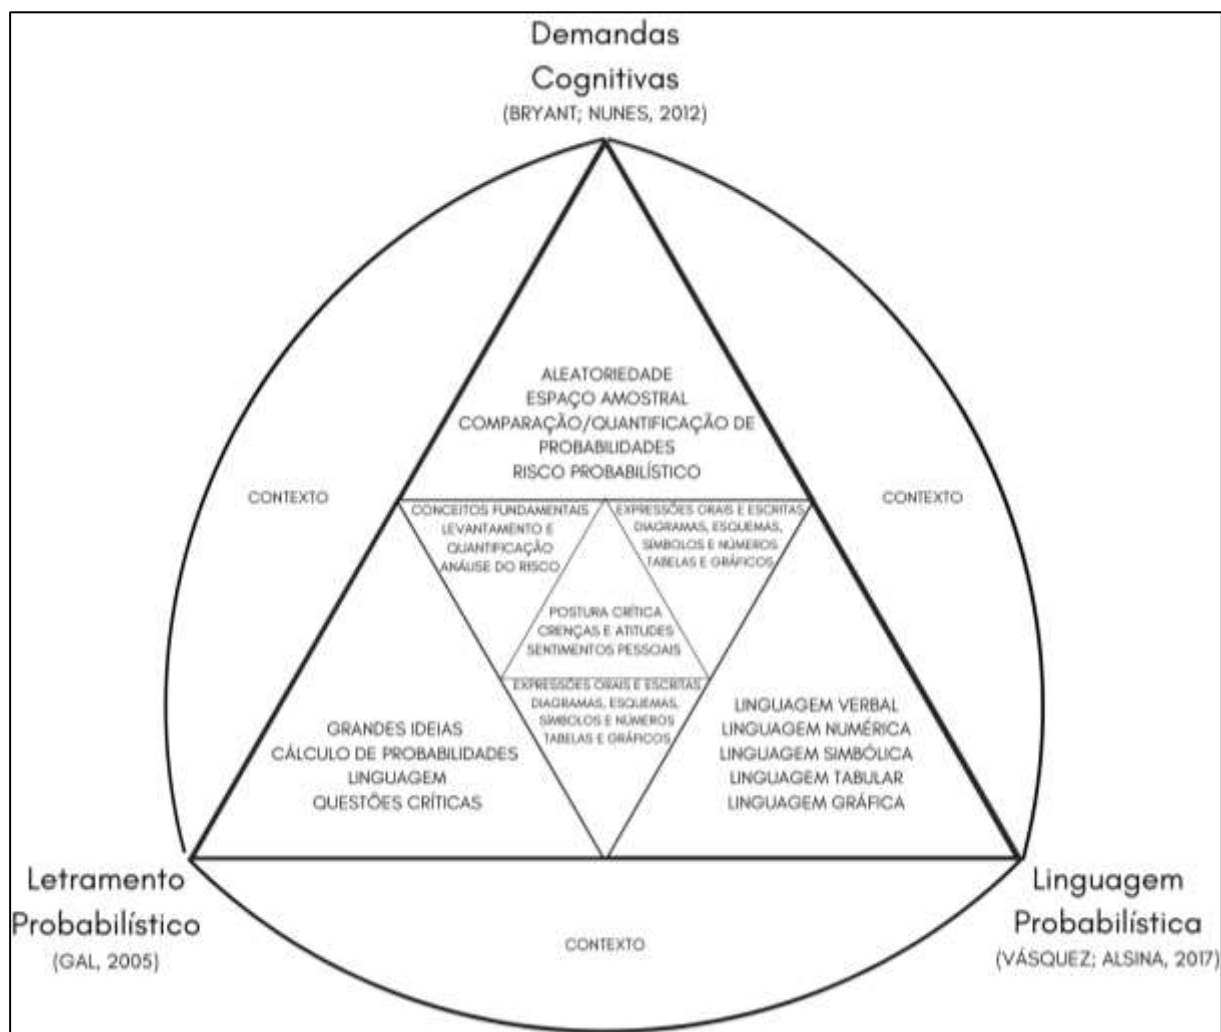 Demandas
Cognitivas
(BRYANT; NUNES, 2012)
ALEATORIEDADE
ESPAÇO AMOSTRAL
COMPARAÇÃO/QUANTIFICAÇÃO DE
PROBABILIDADES
RISCO PROBABILÍSTICO
CONTEXTO
CONTEXTO
CONCEITOS FUNDAMENTAIS
LEVANTAMENTO E
QUANTIFICAÇÃO
ANÁLISE DO RISCO
EXPRESSÕES ORAIS E ESCRITAS
DIAGRAMAS, ESQUEMAS,
SÍMBOLOS E NÚMEROS
TABELAS E GRÁFICOS
POSTURA CRÍTICA
CRENÇAS E ATITUDES
SENTIMENTOS PESSOAIS
EXPRESSÕES ORAIS E ESCRITAS
DIAGRAMAS, ESQUEMAS,
SÍMBOLOS E NÚMEROS
TABELAS E GRÁFICOS
GRANDES IDEIAS
CÁLCULO DE PROBABILIDADES
LINGUAGEM
QUESTÕES CRÍTICAS
LINGUAGEM VERBAL
LINGUAGEM NUMÉRICA
LINGUAGEM SIMBÓLICA
LINGUAGEM TABULAR
LINGUAGEM GRÁFICA
Letramento
Probabilístico
(GAL, 2005)
CONTEXTO
Linguagem
Probabilística
(VÁSQUEZ; ALSINA, 2017)